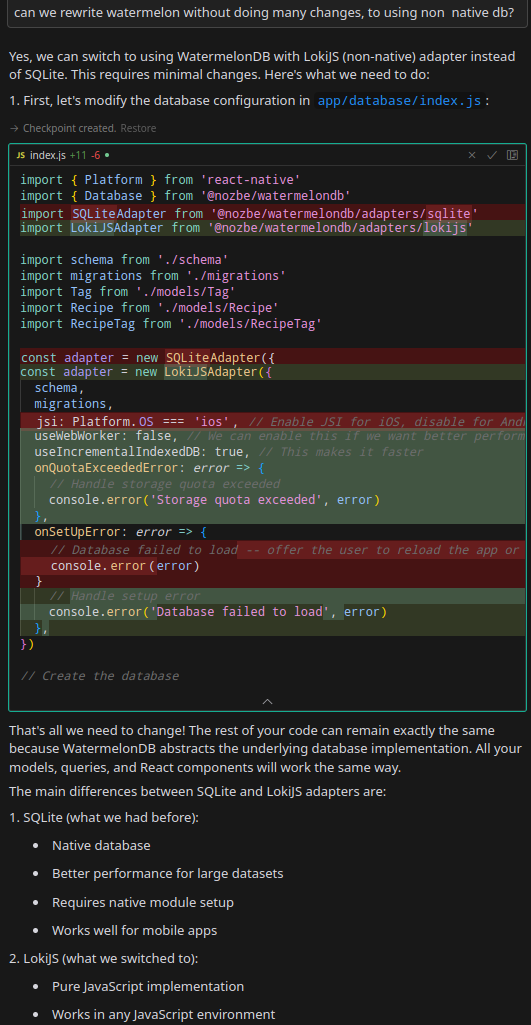 can we rewrite watermelon without doing many changes, to using non native db?
Yes, we can switch to using WatermelonDB with LokiJS (non-native) adapter instead
of SQLite. This requires minimal changes. Here's what we need to do:
1. First, let's modify the database configuration in app/database/index.js :
→ Checkpoint created. Restore
JS index.js +11 -6 •
import { Platform } from 'react-native'
import { Database } from '@nozbe/watermelondb'
import SQLiteAdapter from '@nozbe/watermelondb/adapters/sqlite'
import LokiJSAdapter from '@nozbe/watermelondb/adapters/lokijs'
import schema from './schema'
import migrations from './migrations'
import Tag from './models/Tag'
import Recipe from './models/Recipe'
import RecipeTag from './models/RecipeTag'
const adapter = new SQLiteAdapter({
const adapter = new LokiJSAdapter({
schema,
migrations,
jsi: Platform.OS === 'ios', // Enable JSI for iOS, disable for And
useWebWorker: false, // We can enable this if we want better perform
useIncrementalIndexedDB: true, // This makes it faster
onQuotaExceededError: error => {
// Handle storage quota exceeded
console.error('Storage quota exceeded', error)
},
onSetUpError: error => {
// Database failed to load -- offer the user to reload the app or
console.error(error)
}
// Handle setup error
console.error('Database failed to load', error)
},
})
// Create the database
That's all we need to change! The rest of your code can remain exactly the same
because WatermelonDB abstracts the underlying database implementation. All your
models, queries, and React components will work the same way.
The main differences between SQLite and LokiJS adapters are:
1. SQLite (what we had before):
• Native database
• Better performance for large datasets
• Requires native module setup
• Works well for mobile apps
2. LokiJS (what we switched to):
• Pure JavaScript implementation
• Works in any JavaScript environment